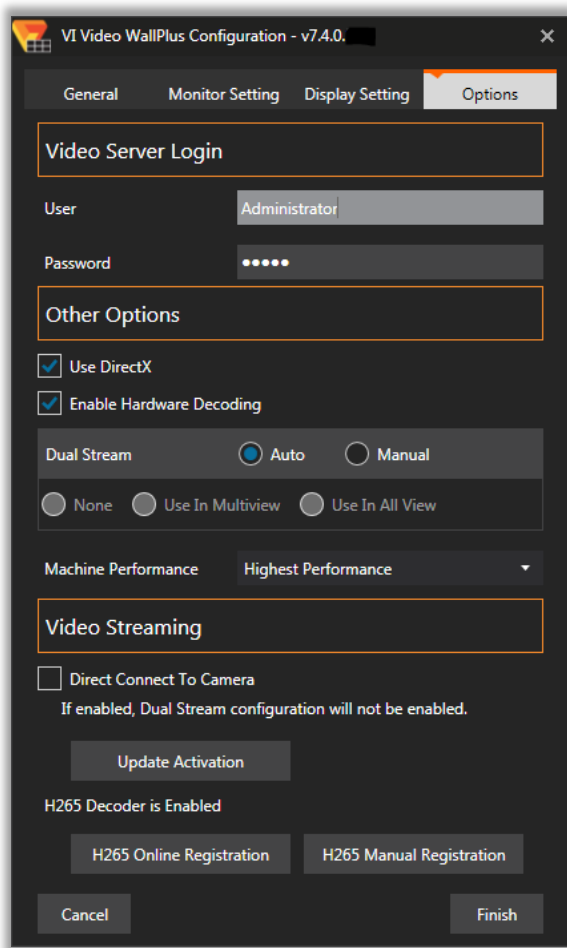 VI Video WallPlus Configuration - v7.4.0.
General Monitor Setting Display Setting Options
Video Server Login
User Administrator
Password •••••
Other Options
Use DirectX
Enable Hardware Decoding
Dual Stream Auto Manual
None Use In Multiview Use In All View
Machine Performance Highest Performance
Video Streaming
Direct Connect To Camera
If enabled, Dual Stream configuration will not be enabled.
Update Activation
H265 Decoder is Enabled
H265 Online Registration H265 Manual Registration
Cancel Finish